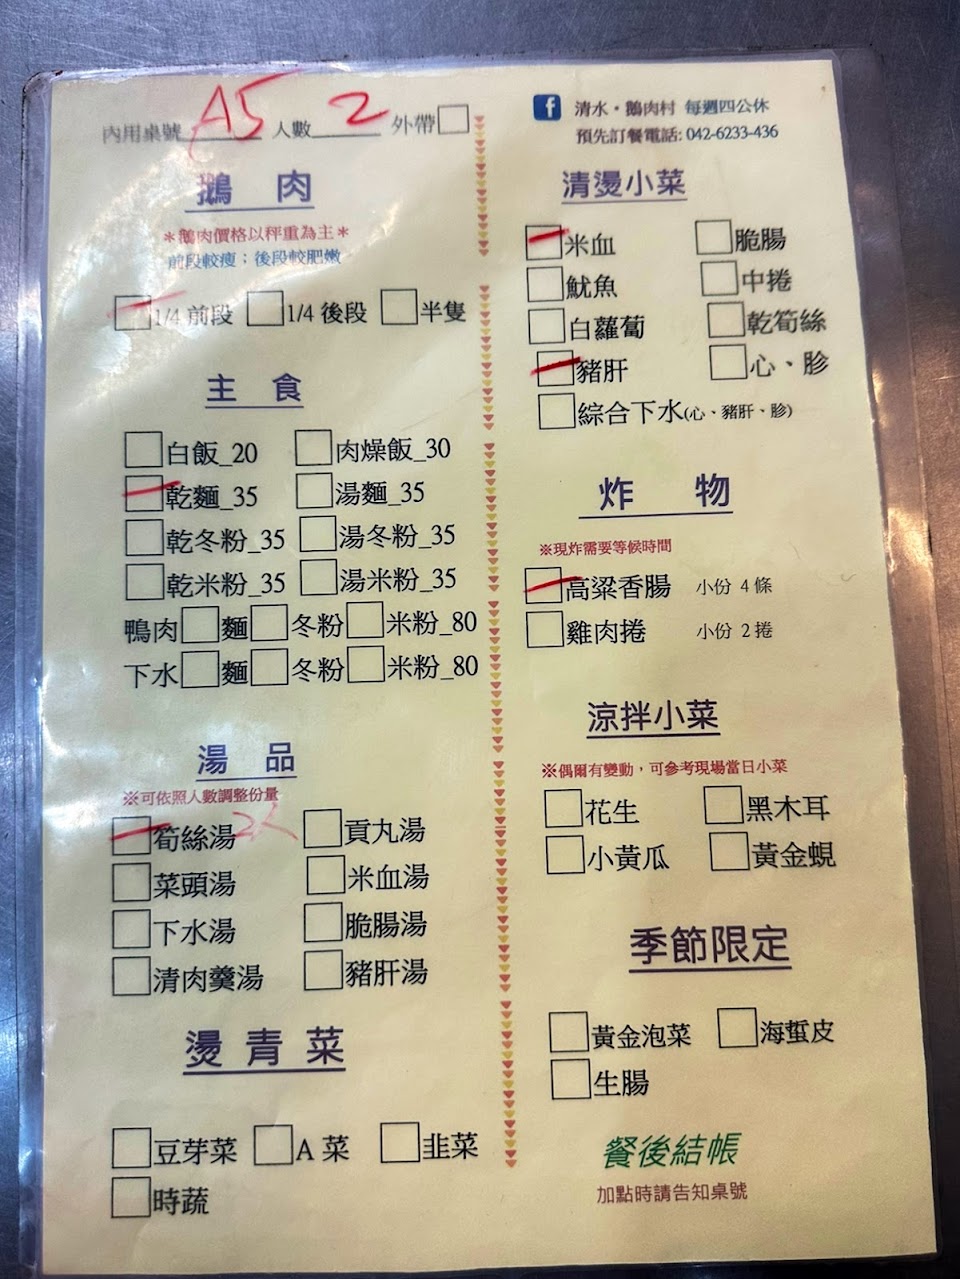 內用桌號 A5 人數 2 外帶
鵝 肉
＊鵝肉價格以秤重為主＊
前段較瘦；後段較肥嫩
1/4 前段 1/4 後段 半隻
主 食
白飯_20 肉燥飯_30
乾麵_35 湯麵_35
乾冬粉_35 湯冬粉_35
乾米粉_35 湯米粉_35
鴨肉 麵 冬粉 米粉_80
下水 麵 冬粉 米粉_80
湯 品
※可依照人數調整份量
筍絲湯 2人 貢丸湯
菜頭湯 米血湯
下水湯 脆腸湯
清肉羹湯 豬肝湯
燙 青 菜
豆芽菜 A 菜 韭菜
時蔬
清水・鵝肉村 每週四公休
預先訂餐電話: 042-6233-436
清燙小菜
米血 脆腸
魷魚 中捲
白蘿蔔 乾筍絲
豬肝 心、胗
綜合下水(心、豬肝、胗)
炸 物
※現炸需要等候時間
高粱香腸 小份 4 條
雞肉捲 小份 2 捲
涼拌小菜
※偶爾有變動，可參考現場當日小菜
花生 黑木耳
小黃瓜 黃金蜆
季節限定
黃金泡菜 海蜇皮
生腸
餐後結帳
加點時請告知桌號